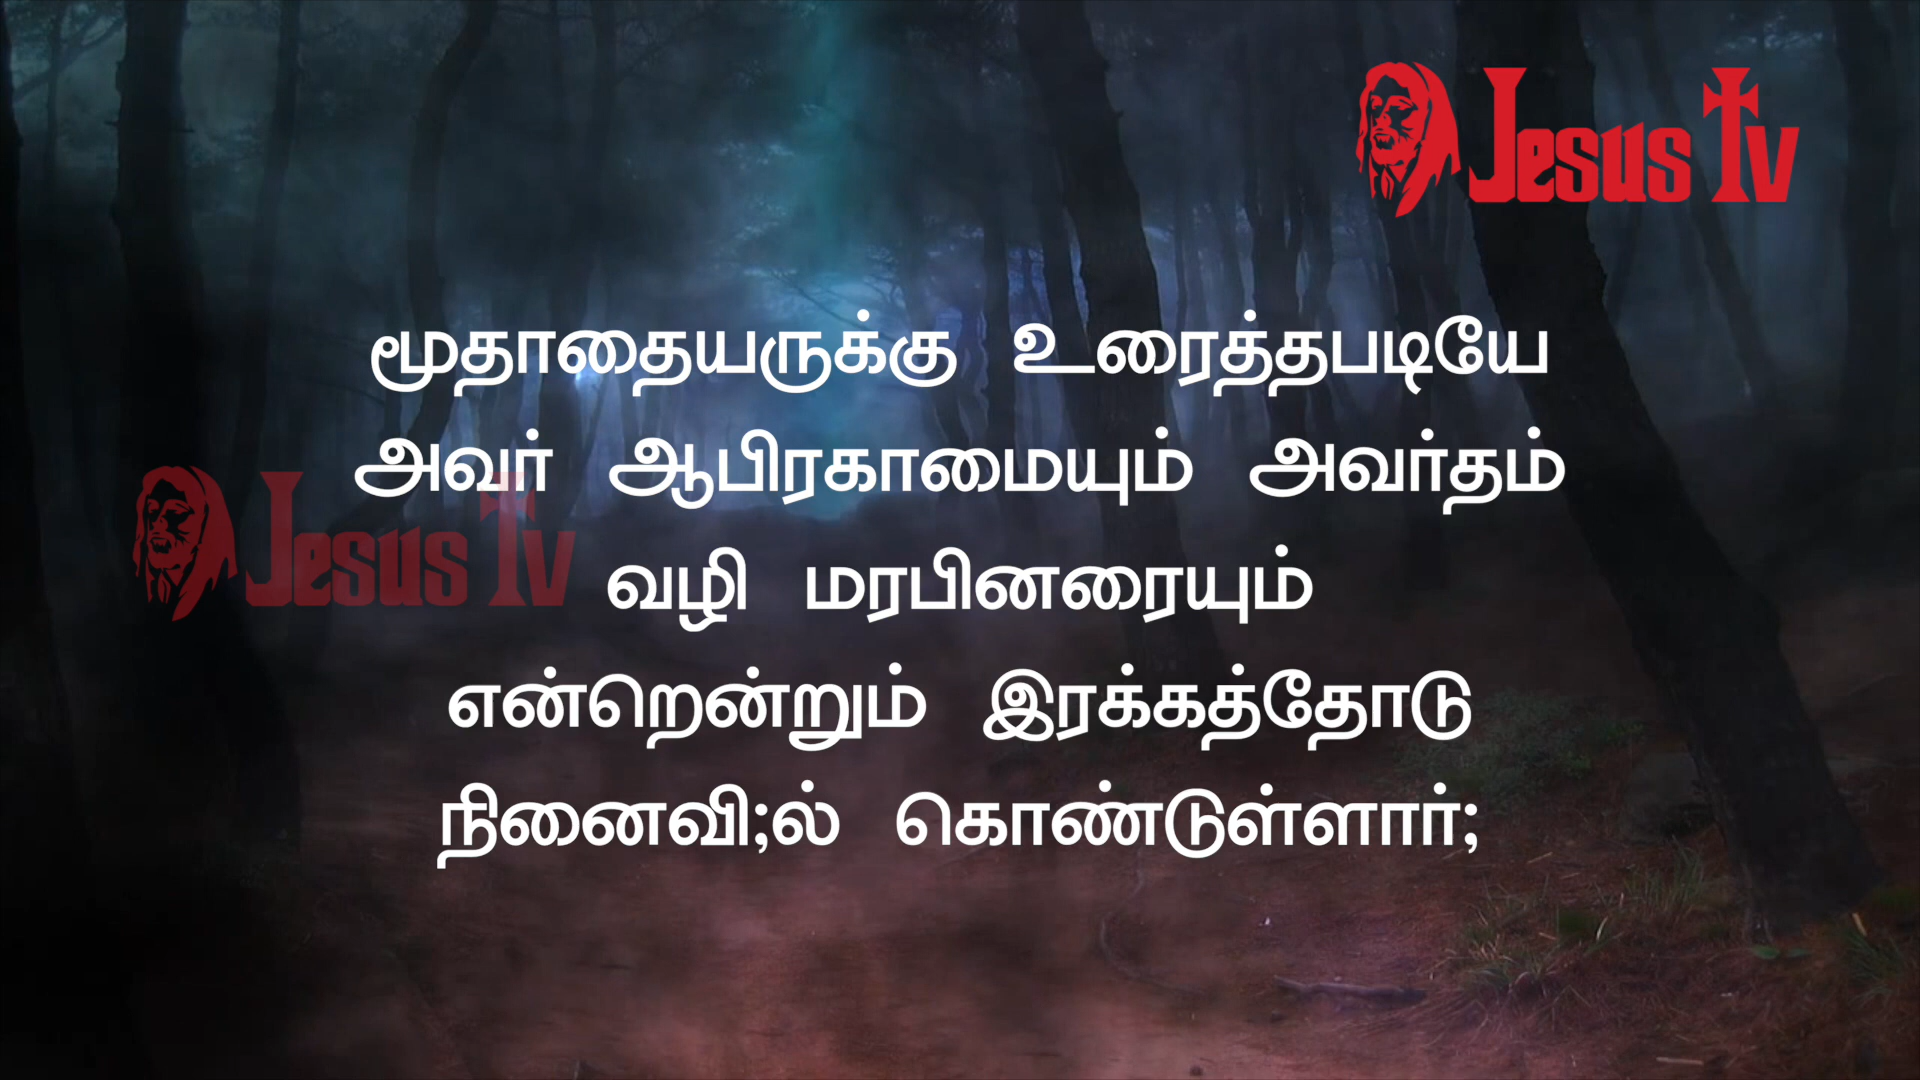 Jesus Tv
மூதாதையருக்கு உரைத்தபடியே
அவர் ஆபிரகாமையும் அவர்தம்
வழி மரபினரையும்
என்றென்றும் இரக்கத்தோடு
நினைவி;ல் கொண்டுள்ளார்;
Jesus Tv